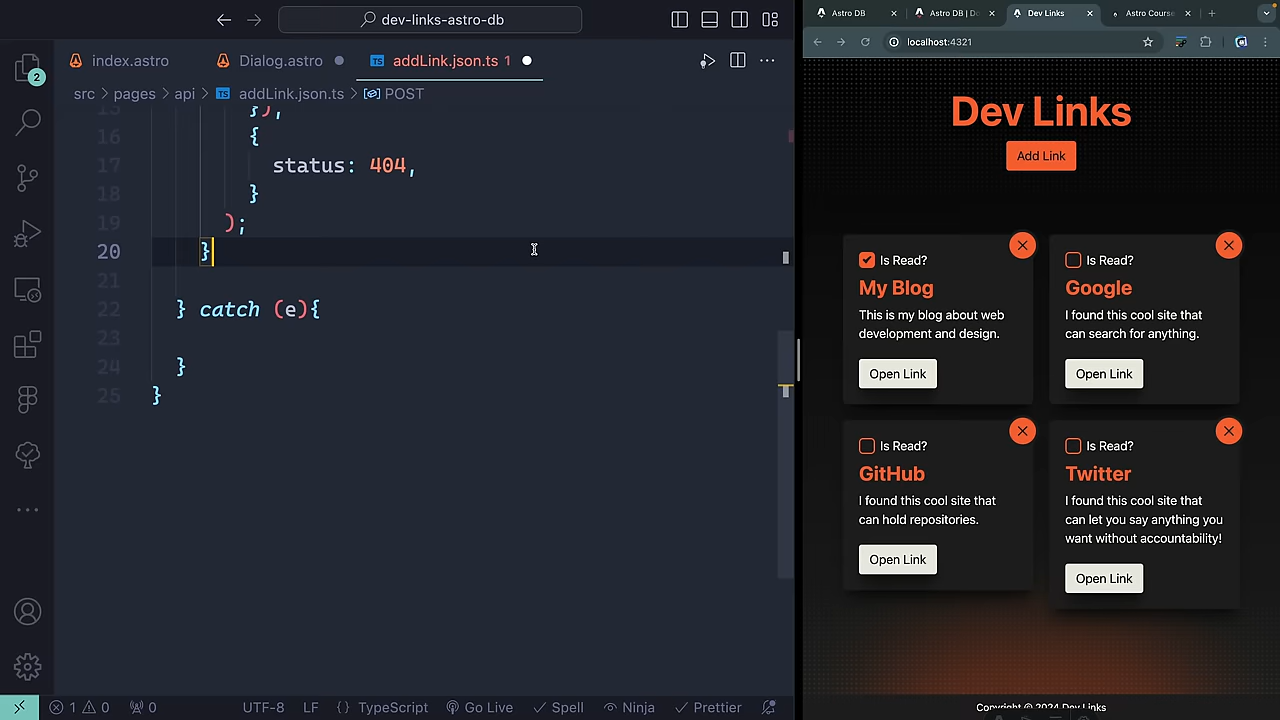 dev-links-astro-db
index.astro
Dialog.astro
addLink.json.ts 1
src > pages > api > addLink.json.ts > POST
2
15 });
16 {
17 status: 404,
18 }
19 );
20 }
21
22 } catch (e){
23
24 }
25 }
1 0 0
UTF-8 LF {} TypeScript Go Live Spell Ninja Prettier
Astro DB
Astro DB | Dc
Dev Links
Astro Course
localhost:4321
Dev Links
Add Link
Is Read?
My Blog
This is my blog about web
development and design.
Open Link
Is Read?
Google
I found this cool site that
can search for anything.
Open Link
Is Read?
GitHub
I found this cool site that
can hold repositories.
Open Link
Is Read?
Twitter
I found this cool site that
can let you say anything you
want without accountability!
Open Link
Copyright © 2024 Dev Links